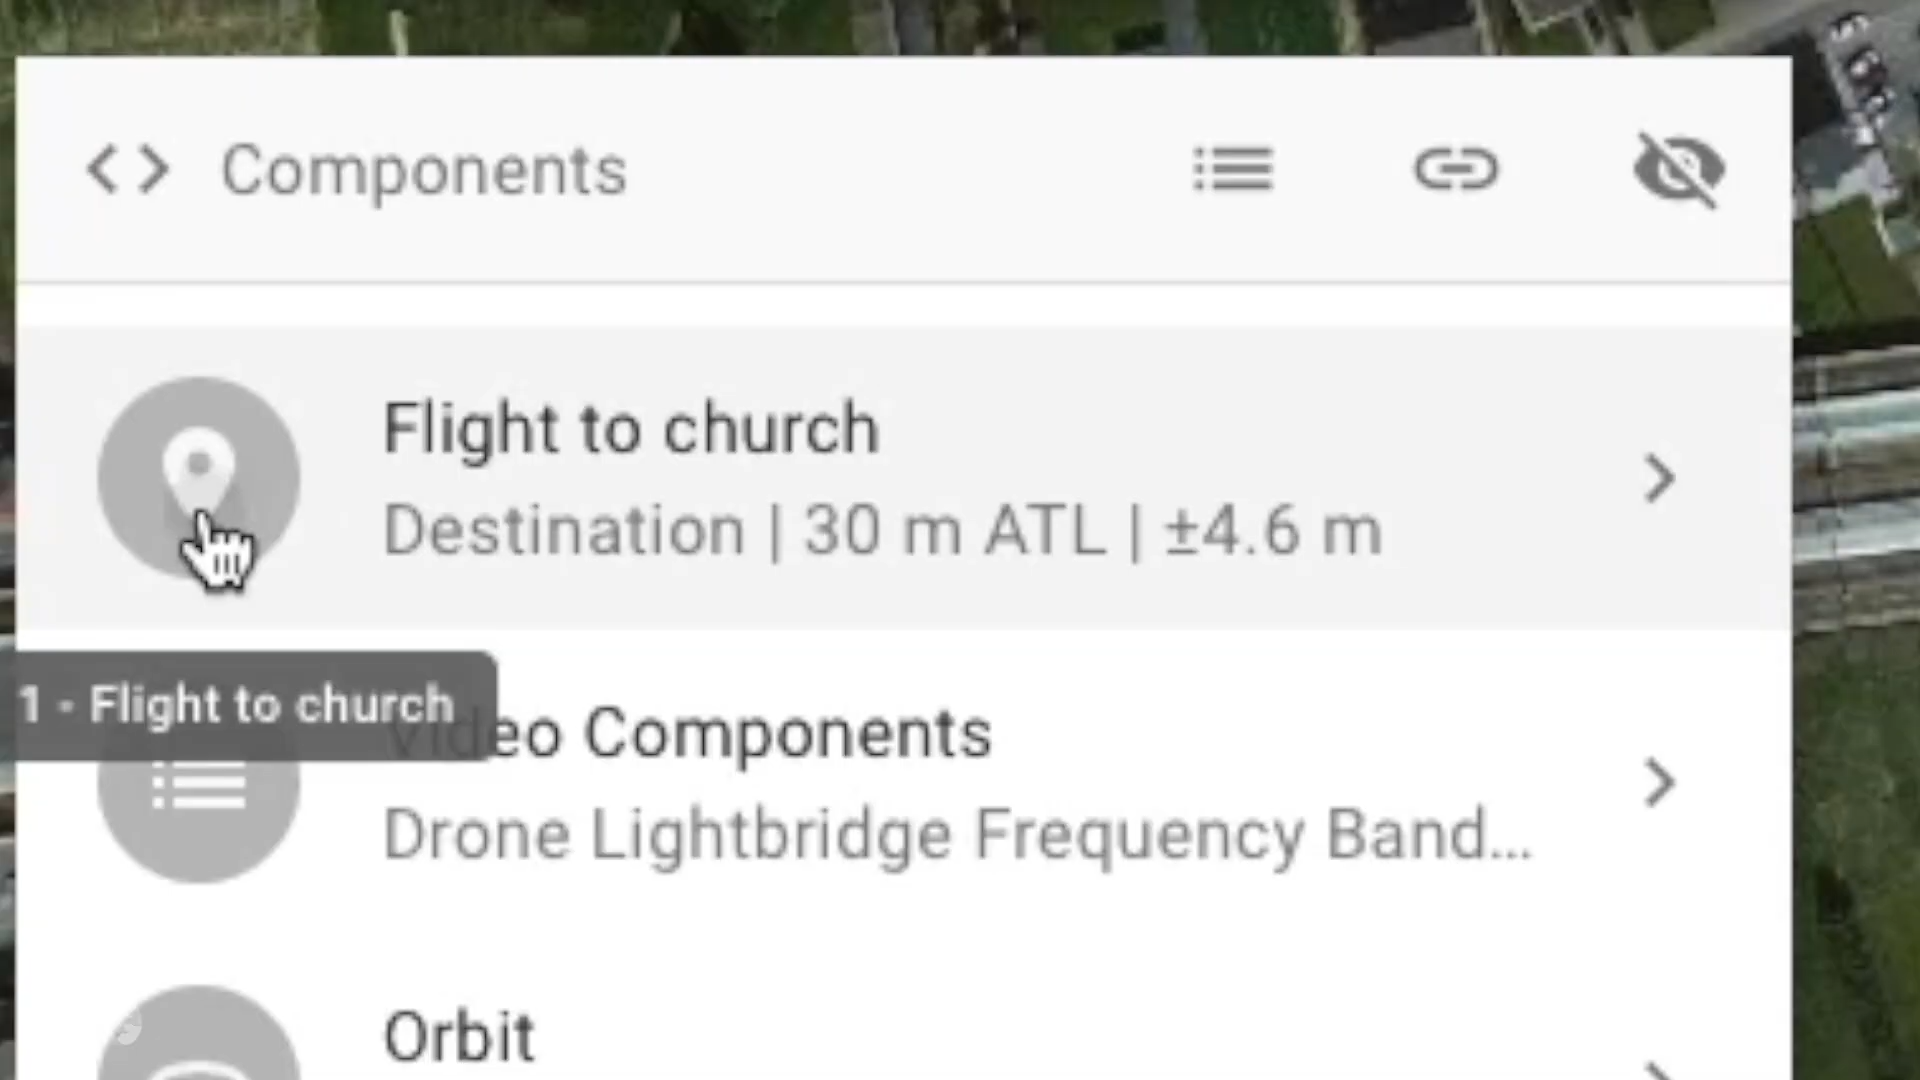 Components
Flight to church
Destination | 30 m ATL | ±4.6 m
1 - Flight to church
Video Components
Drone Lightbridge Frequency Band...
Orbit